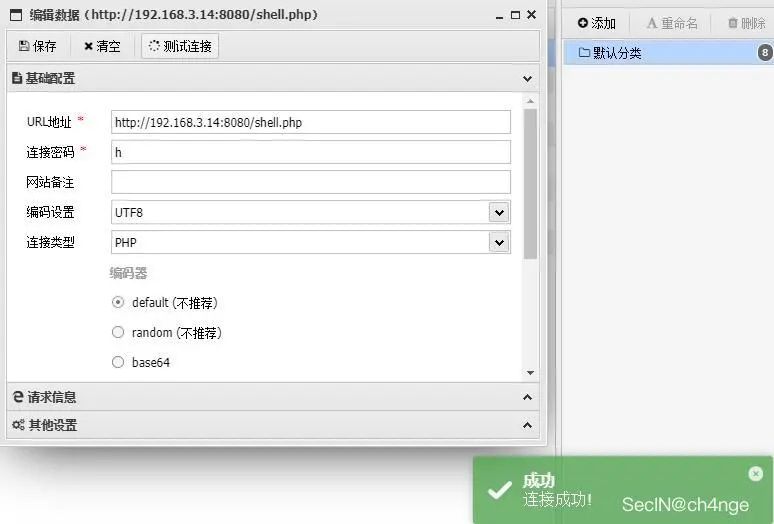 编辑数据 (http://192.168.3.14:8080/shell.php)
保存 清空 测试连接
添加 重命名 删除
默认分类 8
基础配置
URL地址 * http://192.168.3.14:8080/shell.php
连接密码 * h
网站备注
编码设置 UTF8
连接类型 PHP
编码器
default (不推荐)
random (不推荐)
base64
请求信息
其他设置
成功
连接成功!
SecIN@ch4nge